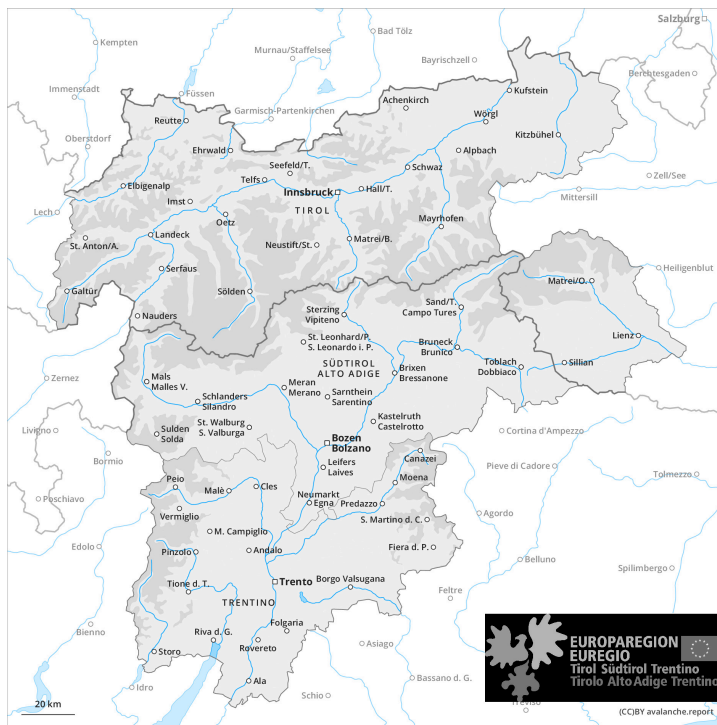 Salzburg
Kempten
Bad Tölz
Murnau/Staffelsee
Bayrischzell
Berchtesgaden
Immenstadt
Füssen
Achenkirch
Kufstein
Garmisch-Partenkirchen
Reutte
Wörgl
Kitzbühel
Oberstdorf
Ehrwald
Alpbach
Seefeld/T.
Schwaz
Telfs
Zell/See
Elbigenalp
Innsbruck
Hall/T.
Mittersill
Imst
TIROL
Lech
Oetz
Mayrhofen
St. Anton/A.
Landeck
Neustift/St.
Matrei/B.
Serfaus
Heiligenblut
Matrei/O.
Galtür
Sölden
Sand/T.
Campo Tures
Nauders
Sterzing
Vipiteno
Lienz
St. Leonhard/P.
S. Leonardo i. P.
Bruneck
Brunico
Toblach
Dobbiaco
Sillian
SÜDTIROL
ALTO ADIGE
Brixen
Bressanone
Zernez
Mals
Malles V.
Meran
Merano
Sarnthein
Sarentino
Schlanders
Silandro
Kastelruth
Castelrotto
Livigno
St. Walburg
S. Valburga
Sulden
Solda
Cortina d'Ampezzo
Bozen
Bolzano
Bormio
Canazei
Pieve di Cadore
Leifers
Laives
Tolmezzo
Peio
Malè
Cles
Moena
Poschiavo
Neumarkt
Egna
Predazzo
Vermiglio
S. Martino d. C.
Agordo
M. Campiglio
Edolo
Pinzolo
Andalo
Fiera d. P.
Belluno
Spilimbergo
Tione d. T.
Trento
Borgo Valsugana
Feltre
TRENTINO
Folgaria
Bienno
Riva d. G.
Rovereto
Asiago
Storo
Ala
Bassano d. G.
Idro
Schio
Treviso
EUROPAREGION
EUREGIO
Tirol Südtirol Trentino
Tirolo Alto Adige Trentino
20 km
(CC)BY avalanche.report